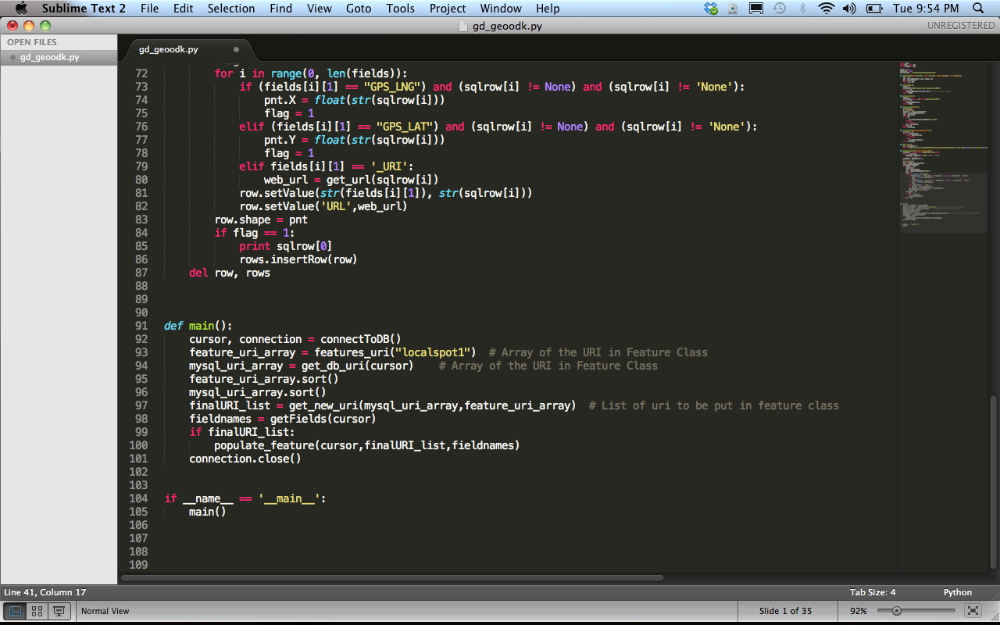 Sublime Text 2 File Edit Selection Find View Goto Tools Project Window Help Tue 9:54 PM
gd_geoodk.py UNREGISTERED
OPEN FILES
gd_geoodk.py
gd_geoodk.py
72 for i in range(0, len(fields)):
73 if (fields[i][1] == "GPS_LNG") and (sqlrow[i] != None) and (sqlrow[i] != 'None'):
74 pnt.X = float(str(sqlrow[i]))
75 flag = 1
76 elif (fields[i][1] == "GPS_LAT") and (sqlrow[i] != None) and (sqlrow[i] != 'None'):
77 pnt.Y = float(str(sqlrow[i]))
78 flag = 1
79 elif fields[i][1] == '_URI':
80 web_url = get_url(sqlrow[i])
81 row.setValue(str(fields[i][1]), str(sqlrow[i]))
82 row.setValue('URL',web_url)
83 row.shape = pnt
84 if flag == 1:
85 print sqlrow[0]
86 rows.insertRow(row)
87 del row, rows
88
89
90
91 def main():
92 cursor, connection = connectToDB()
93 feature_uri_array = features_uri("localspot1") # Array of the URI in Feature Class
94 mysql_uri_array = get_db_uri(cursor) # Array of the URI in Feature Class
95 feature_uri_array.sort()
96 mysql_uri_array.sort()
97 finalURI_list = get_new_uri(mysql_uri_array,feature_uri_array) # List of uri to be put in feature class
98 fieldnames = getFields(cursor)
99 if finalURI_list:
100 populate_feature(cursor,finalURI_list,fieldnames)
101 connection.close()
102
103
104 if __name__ == '__main__':
105 main()
106
107
108
109
Line 41, Column 17 Tab Size: 4 Python
Normal View Slide 1 of 35 92%